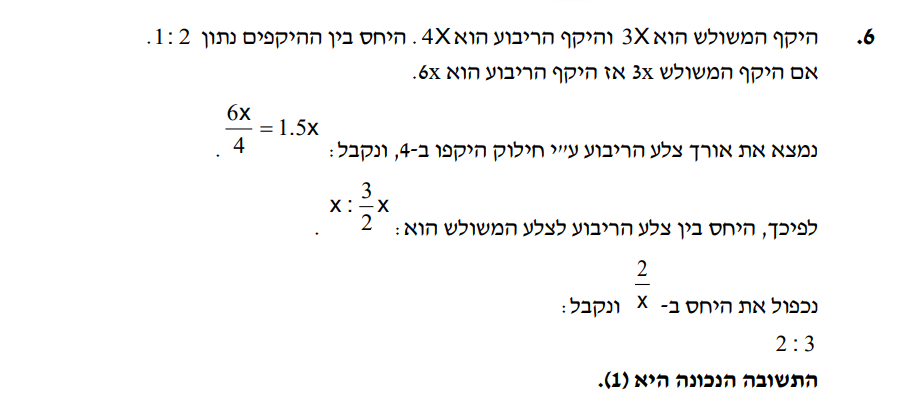 6. היקף המשולש הוא 3X והיקף הריבוע הוא 4X. היחס בין ההיקפים נתון 1:2.
אם היקף המשולש 3x אז היקף הריבוע הוא 6x.
נמצא את אורך צלע הריבוע ע״י חילוק היקפו ב-4, ונקבל: 6x/4 = 1.5x.
לפיכך, היחס בין צלע הריבוע לצלע המשולש הוא: x : 3/2 x.
נכפול את היחס ב- 2/x ונקבל:
2 : 3
התשובה הנכונה היא (1).